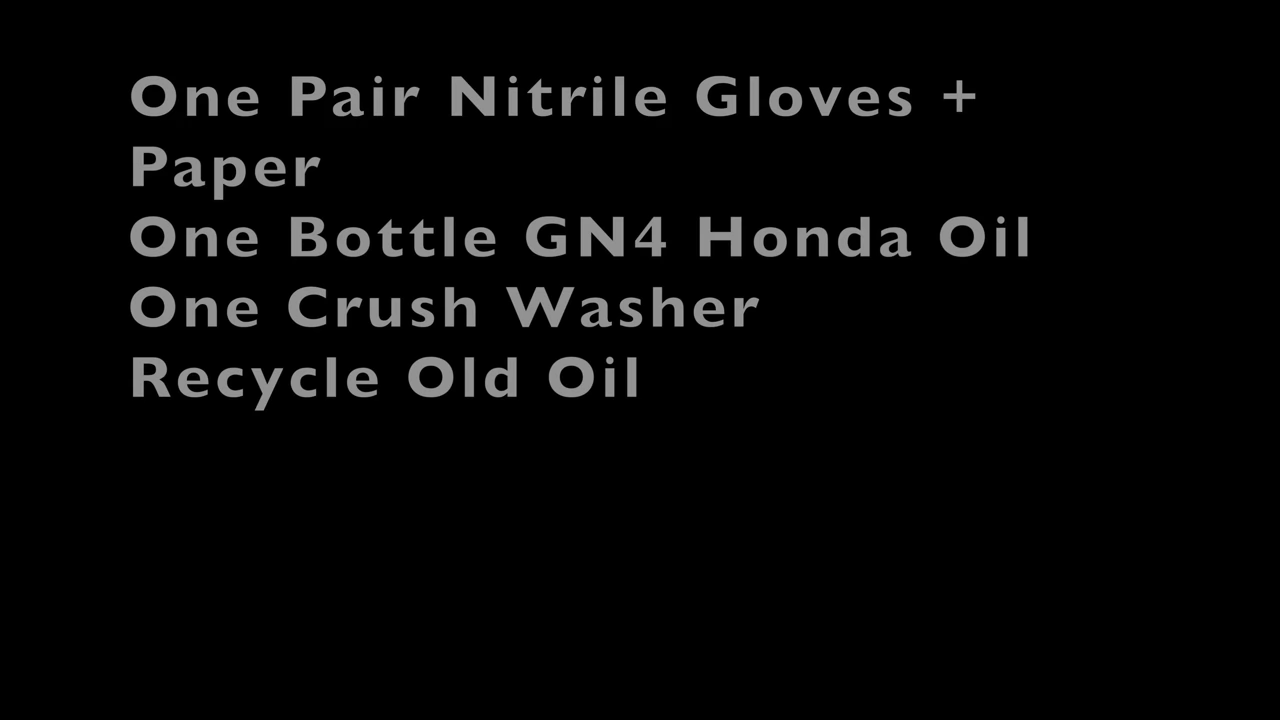 One Pair Nitrile Gloves +
Paper
One Bottle GN4 Honda Oil
One Crush Washer
Recycle Old Oil